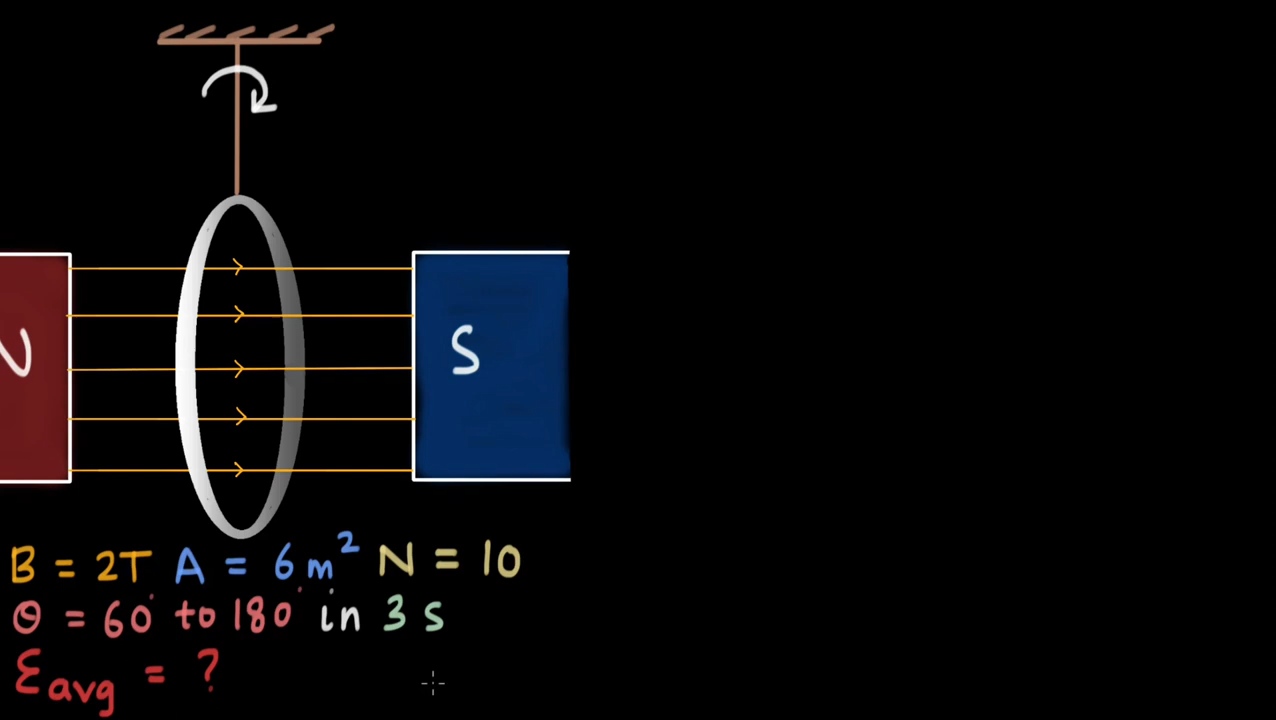 N
S
B = 2T A = 6 m² N = 10
θ = 60° to 180° in 3 s
Ɛavg = ?